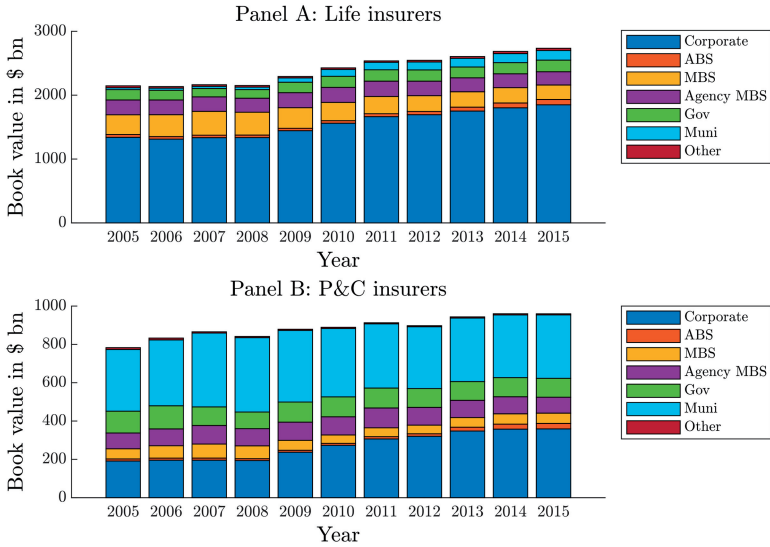 Panel A: Life insurers
Book value in $ bn
3000
2000
1000
0
2005 2006 2007 2008 2009 2010 2011 2012 2013 2014 2015
Year
Corporate
ABS
MBS
Agency MBS
Gov
Muni
Other
Panel B: P&C insurers
Book value in $ bn
1000
800
600
400
200
0
2005 2006 2007 2008 2009 2010 2011 2012 2013 2014 2015
Year
Corporate
ABS
MBS
Agency MBS
Gov
Muni
Other